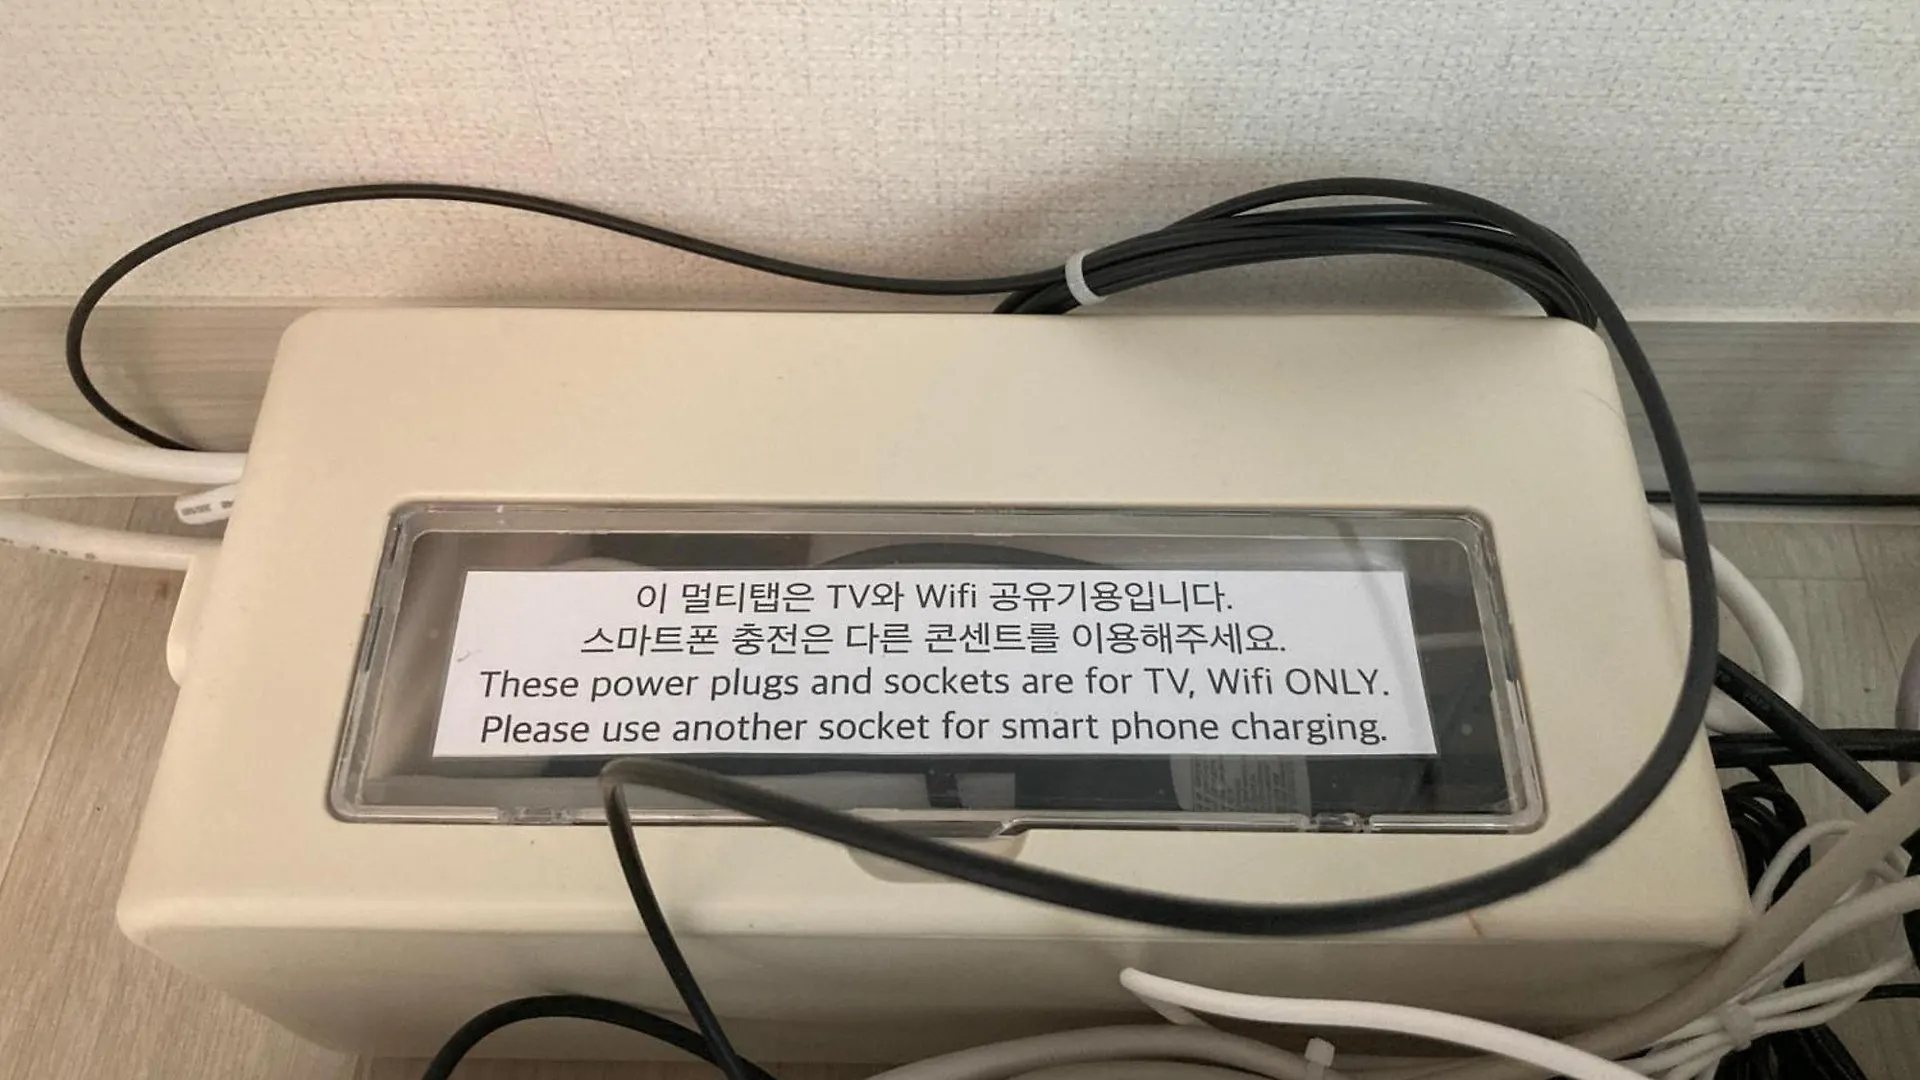 이 멀티탭은 TV와 Wifi 공유기용입니다.
스마트폰 충전은 다른 콘센트를 이용해주세요.
These power plugs and sockets are for TV, Wifi ONLY.
Please use another socket for smart phone charging.